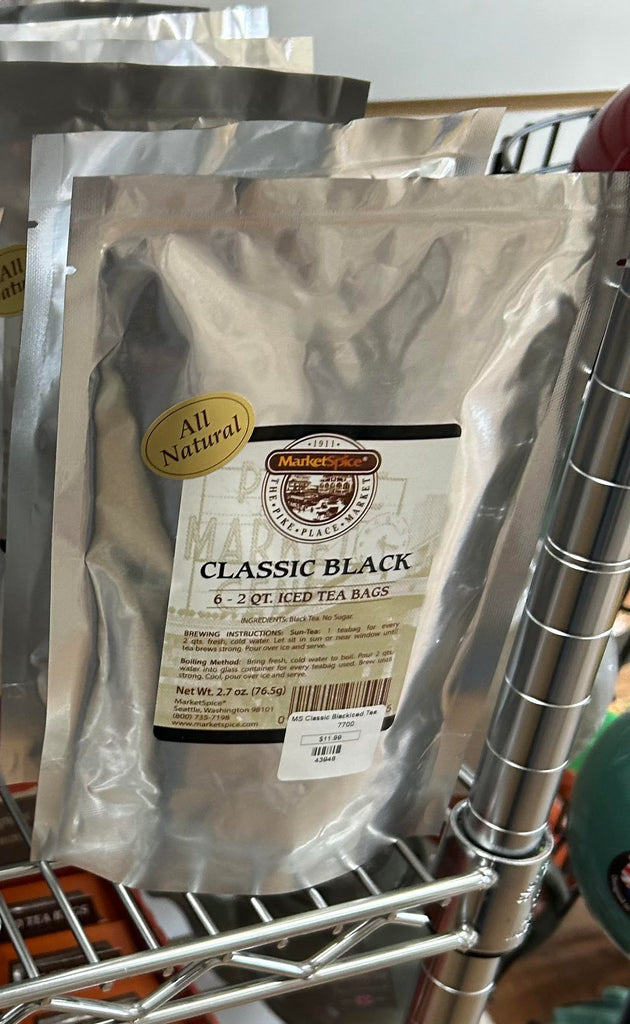 All
Natural
• 1911 •
MarketSpice®
THE • PIKE • PLACE • MARKET
CLASSIC BLACK
6 - 2 QT. ICED TEA BAGS
INGREDIENTS: Black Tea. No Sugar.
BREWING INSTRUCTIONS: Sun-Tea: 1 teabag for every
2 qts. fresh, cold water. Let sit in sun or near window until
tea brews strong. Pour over ice and serve.
Boiling Method: Bring fresh, cold water to boil. Pour 2 qts.
water into glass container for every teabag used. Brew until
strong. Cool, pour over ice and serve.
Net Wt. 2.7 oz. (76.5g)
MarketSpice®
Seattle, Washington 98101
(800) 735-7198
www.marketspice.com
0
MS Classic Blackiced Tea
7700
$11.99
43948
All
TEA BAGS